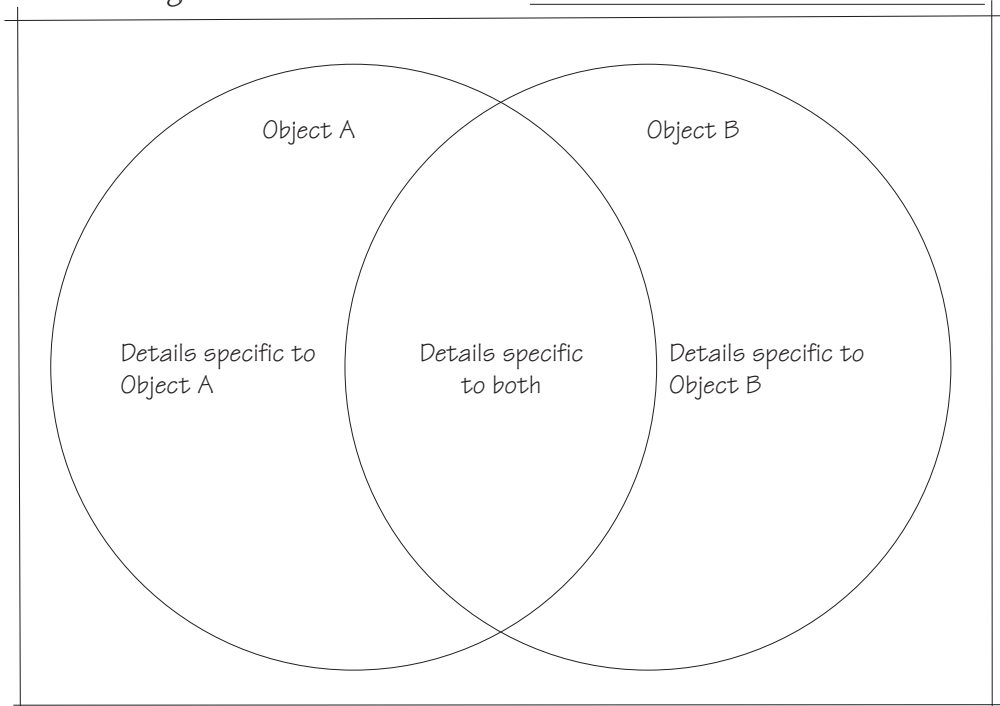 Object A
Object B
Details specific to
Object A
Details specific
to both
Details specific to
Object B